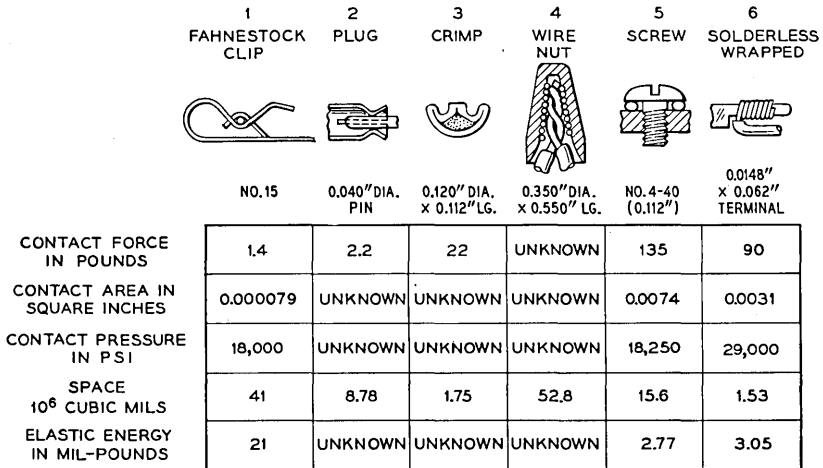 1 2 3 4 5 6
FAHNESTOCK CLIP PLUG CRIMP WIRE NUT SCREW SOLDERLESS WRAPPED
NO. 15 0.040" DIA. PIN 0.120" DIA. x 0.112" LG. 0.350" DIA. x 0.550" LG. NO. 4-40 (0.112") 0.0148" x 0.062" TERMINAL
CONTACT FORCE IN POUNDS 1.4 2.2 22 UNKNOWN 135 90
CONTACT AREA IN SQUARE INCHES 0.000079 UNKNOWN UNKNOWN UNKNOWN 0.0074 0.0031
CONTACT PRESSURE IN PSI 18,000 UNKNOWN UNKNOWN UNKNOWN 18,250 29,000
SPACE 10⁶ CUBIC MILS 41 8.78 1.75 52.8 15.6 1.53
ELASTIC ENERGY IN MIL-POUNDS 21 UNKNOWN UNKNOWN UNKNOWN 2.77 3.05